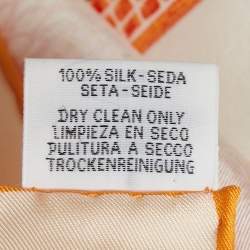 100% SILK-SEDA
SETA-SEIDE
DRY CLEAN ONLY
LIMPIEZA EN SECO
PULITURA A SECCO
TROCKENREINIGUNG